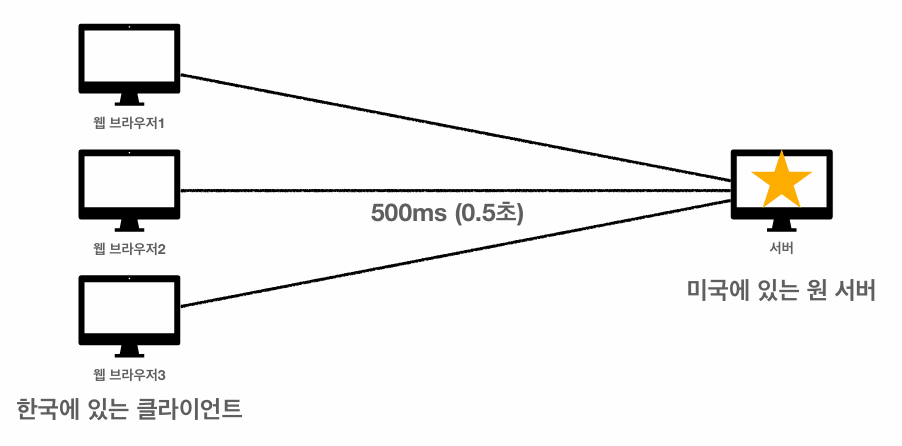 웹 브라우저1
웹 브라우저2
500ms (0.5초)
서버
미국에 있는 원 서버
웹 브라우저3
한국에 있는 클라이언트